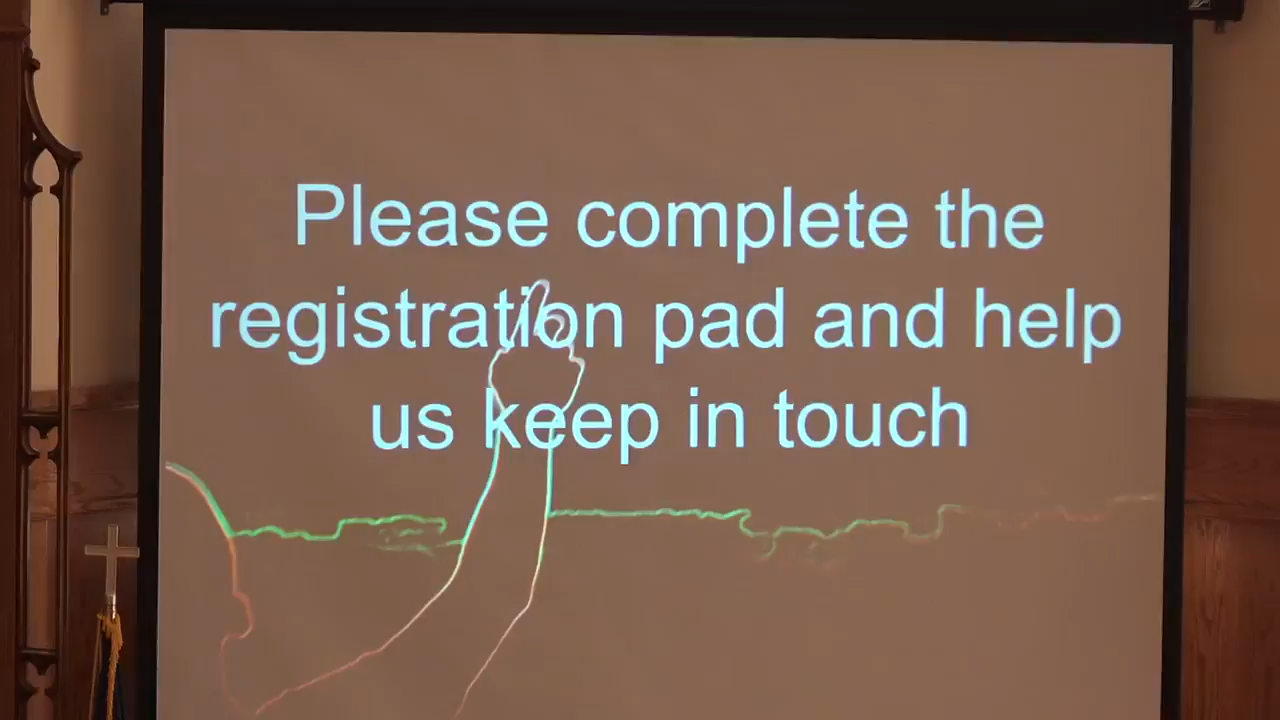 Please complete the
registration pad and help
us keep in touch